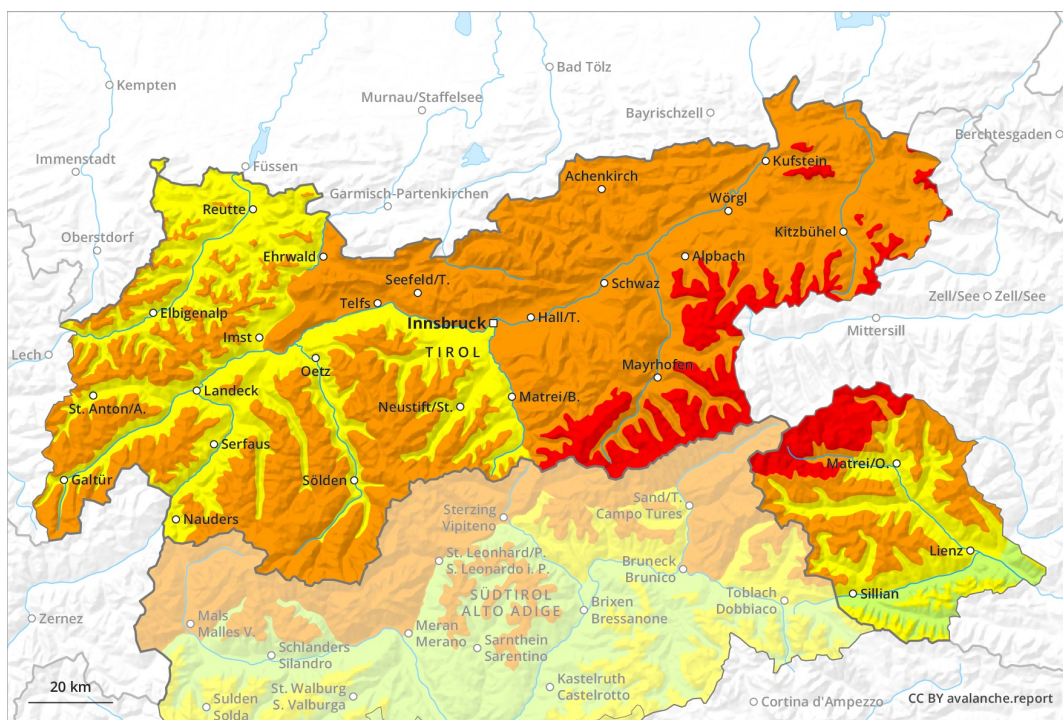 Kempten
Bad Tölz
Murnau/Staffelsee
Bayrischzell
Berchtesgaden
Immenstadt
Füssen
Kufstein
Achenkirch
Garmisch-Partenkirchen
Wörgl
Reutte
Oberstdorf
Kitzbühel
Ehrwald
Alpbach
Seefeld/T.
Schwaz
Zell/See
Zell/See
Telfs
Elbigenalp
Innsbruck
Hall/T.
Mittersill
Imst
TIROL
Lech
Oetz
Mayrhofen
Landeck
St. Anton/A.
Neustift/St.
Matrei/B.
Serfaus
Matrei/O.
Galtür
Sölden
Sand/T.
Campo Tures
Sterzing
Vipiteno
Nauders
Lienz
St. Leonhard/P.
S. Leonardo i. P.
Bruneck
Brunico
SÜDTIROL
ALTO ADIGE
Toblach
Dobbiaco
Sillian
Brixen
Bressanone
Zernez
Mals
Malles V.
Meran
Merano
Sarnthein
Sarentino
Schlanders
Silandro
Kastelruth
Castelrotto
20 km
St. Walburg
S. Valburga
Sulden
Solda
Cortina d'Ampezzo
CC BY avalanche.report